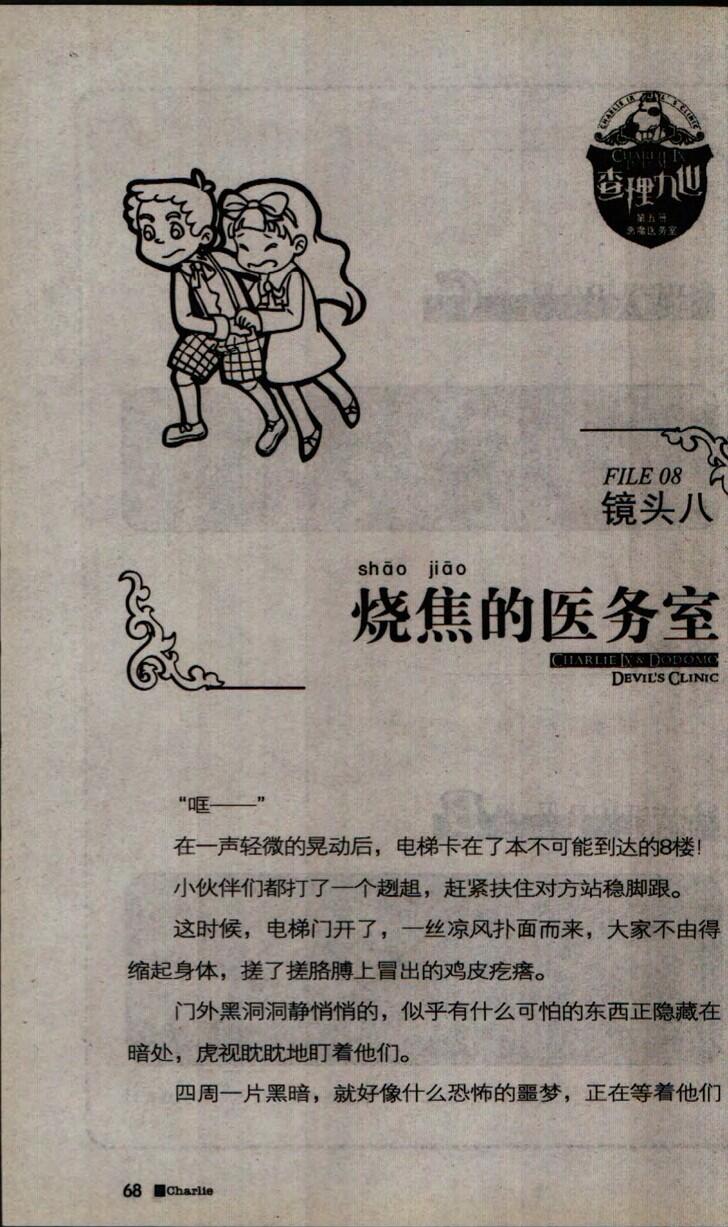 CHARLIE IX
查理九世
第五册
恶魔医务室
FILE 08
镜头八
shāo jiāo
烧焦的医务室
CHARLIE IX & DODOMO
DEVIL'S CLINIC
“哐——”
在一声轻微的晃动后，电梯卡在了本不可能到达的8楼！
小伙伴们都打了一个趔趄，赶紧扶住对方站稳脚跟。
这时候，电梯门开了，一丝凉风扑面而来，大家不由得
缩起身体，搓了搓胳膊上冒出的鸡皮疙瘩。
门外黑洞洞静悄悄的，似乎有什么可怕的东西正隐藏在
暗处，虎视眈眈地盯着他们。
四周一片黑暗，就好像什么恐怖的噩梦，正在等着他们
68 Charlie